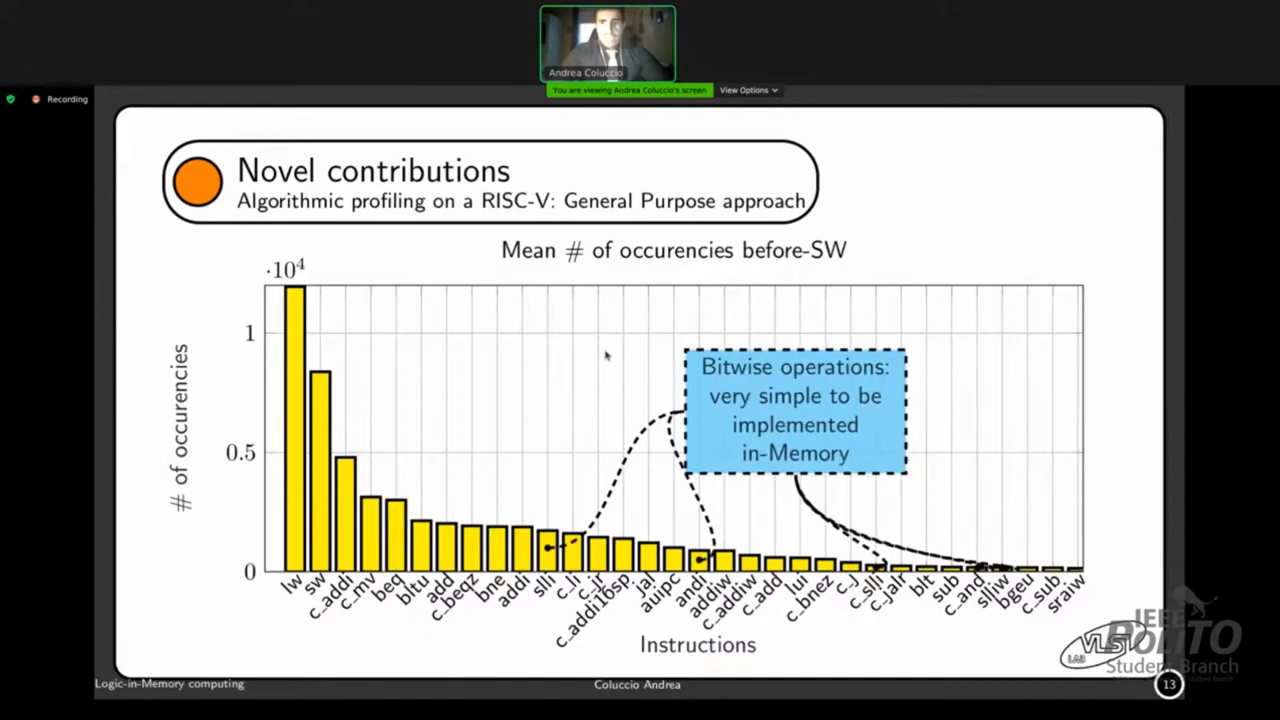 Andrea Coluccio
You are viewing Andrea Coluccio's screen
View Options
Recording
Novel contributions
Algorithmic profiling on a RISC-V: General Purpose approach
Mean # of occurencies before-SW
·10⁴
1
0.5
0
# of occurencies
Bitwise operations:
very simple to be
implemented
in-Memory
lw
sw
c_addi
c_mv
beq
bltu
add
c_beqz
bne
addi
slli
c_li
c_jr
c_addi16sp
jal
auipc
andi
addiw
c_addiw
c_add
lui
c_bnez
c_j
c_slli
c_jalr
blt
sub
c_and
slliw
bgeu
c_sub
sraiw
Instructions
VLSI
LAB
IEEE
POLITO
Student Branch
Logic-in-Memory computing
Coluccio Andrea
13